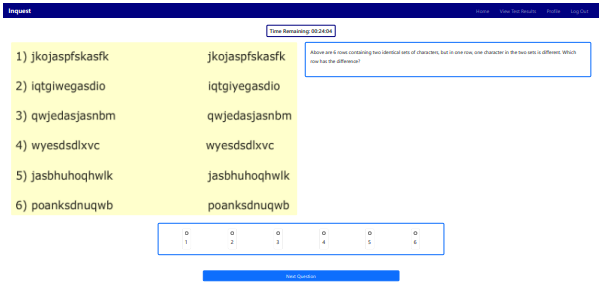 Inquest
Home View Test Results Profile Log Out
Time Remaining: 00:24:04
1) jkojaspfskasfk jkojaspfskasfk
2) iqtgiwegasdio iqtgiyegasdio
3) qwjedasjasnbm qwjedasjasnbm
4) wyesdsdlxvc wyesdsdlxvc
5) jasbhuhoqhwlk jasbhuhoqhwlk
6) poanksdnuqwb poanksdnuqwb
Above are 6 rows containing two identical sets of characters, but in one row, one character in the two sets is different. Which
row has the difference?
1 2 3 4 5 6
Next Question